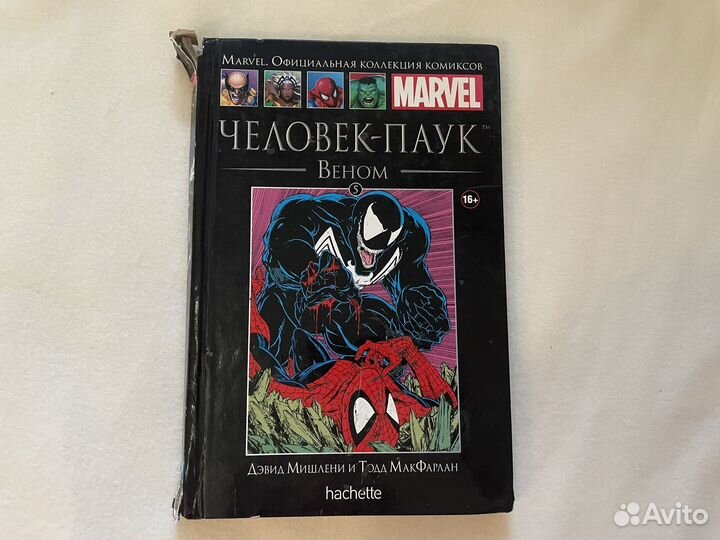 Marvel. Официальная коллекция комиксов
MARVEL
ЧЕЛОВЕК-ПАУК™
Веном
5
16+
Дэвид Мишлени и Тодд МакФарлан
hachette
Avito